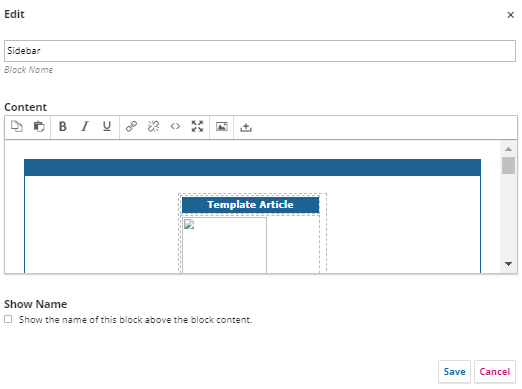 Edit
Sidebar
Block Name
Content
B I U
Template Article
Show Name
Show the name of this block above the block content.
Save Cancel